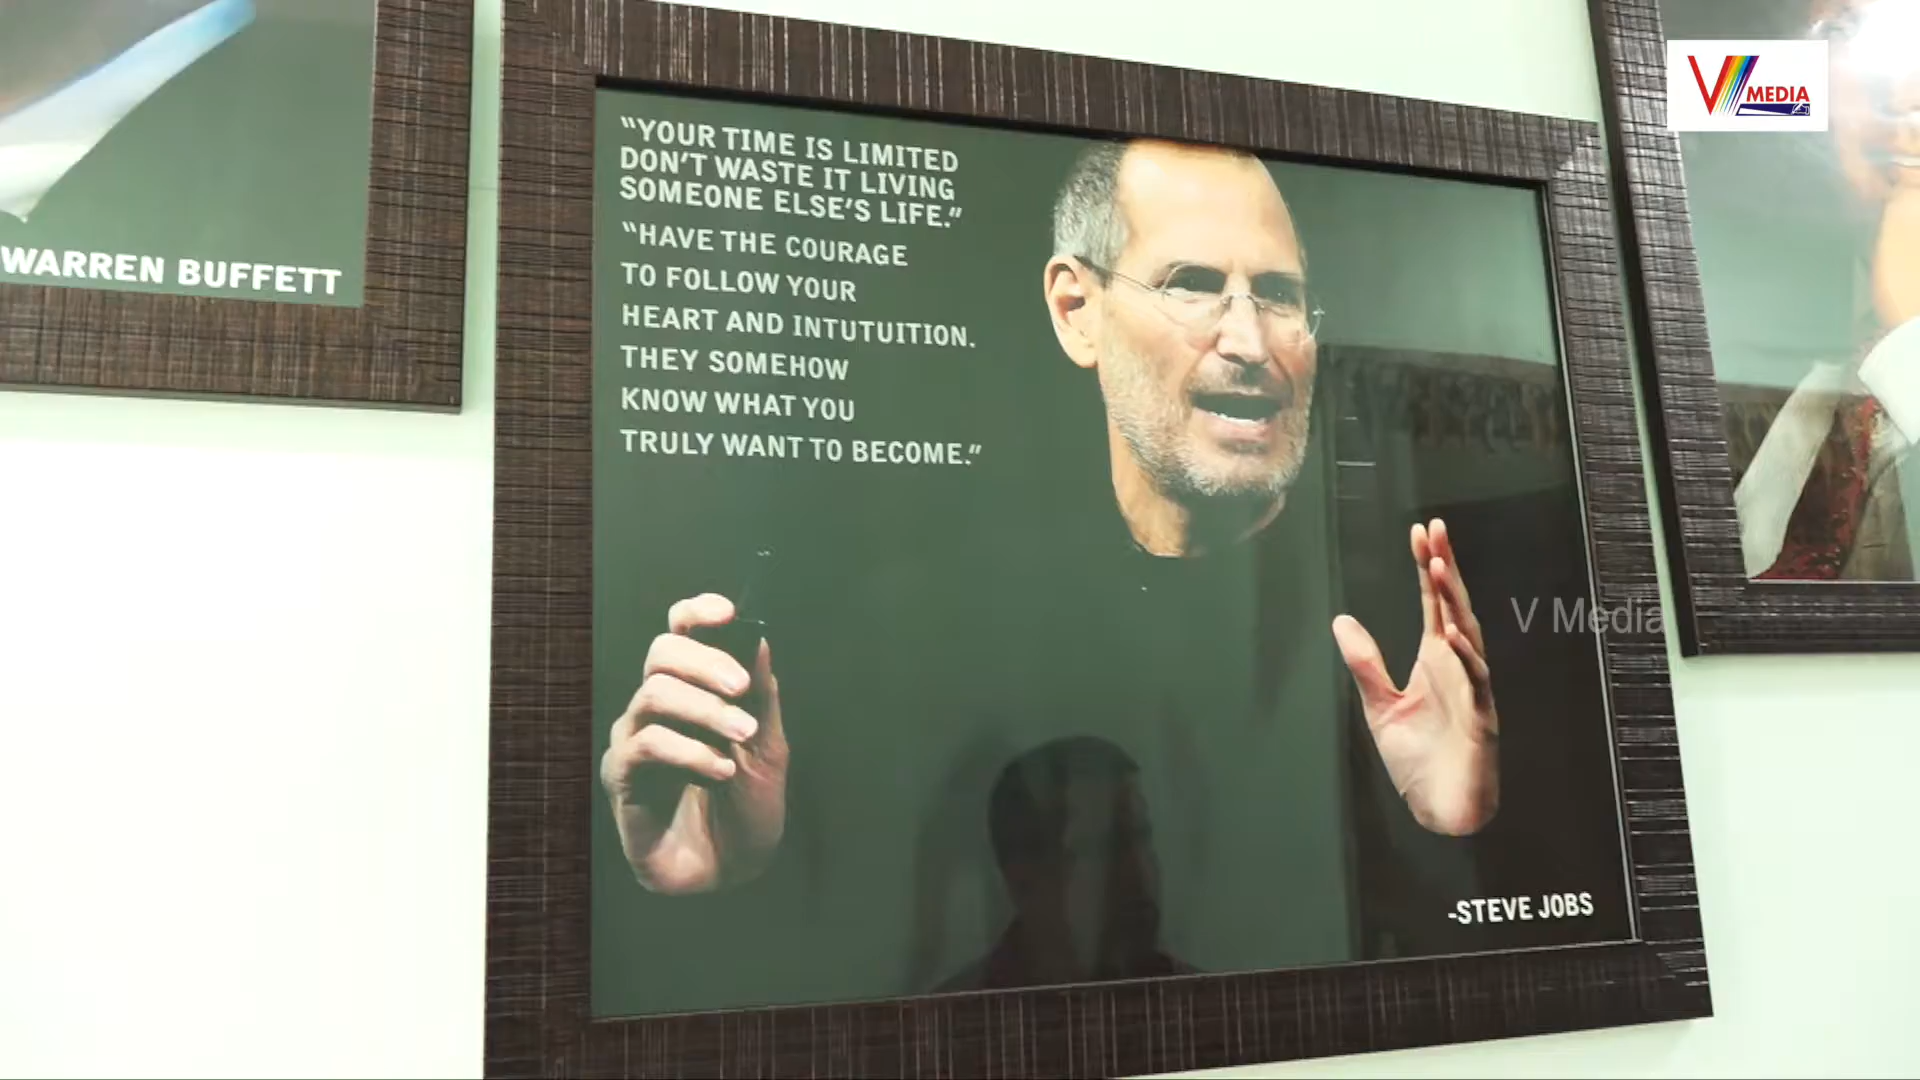 WARREN BUFFETT
“YOUR TIME IS LIMITED
DON’T WASTE IT LIVING
SOMEONE ELSE’S LIFE.”
“HAVE THE COURAGE
TO FOLLOW YOUR
HEART AND INTUTUITION.
THEY SOMEHOW
KNOW WHAT YOU
TRULY WANT TO BECOME.”
-STEVE JOBS
V MEDIA
V Media